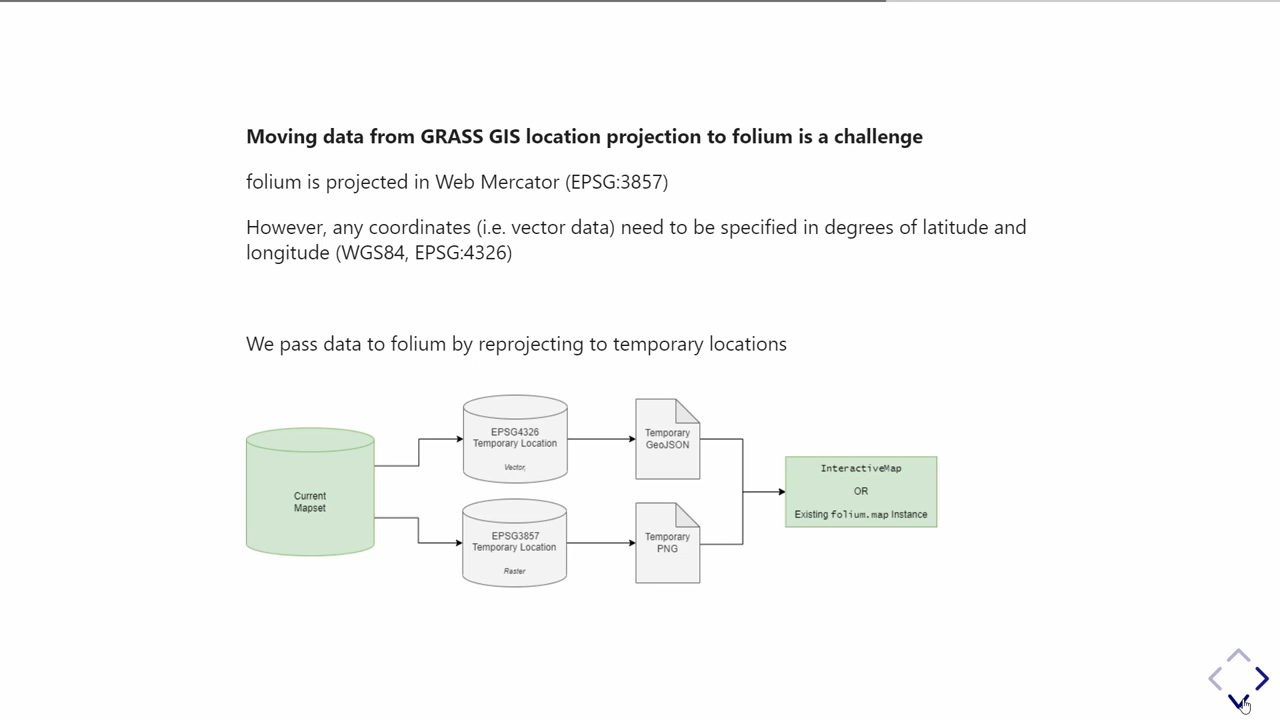 Moving data from GRASS GIS location projection to folium is a challenge
folium is projected in Web Mercator (EPSG:3857)
However, any coordinates (i.e. vector data) need to be specified in degrees of latitude and
longitude (WGS84, EPSG:4326)
We pass data to folium by reprojecting to temporary locations
Current
Mapset
EPSG4326
Temporary Location
Vector,
EPSG3857
Temporary Location
Raster
Temporary
GeoJSON
Temporary
PNG
InteractiveMap
OR
Existing folium.map Instance